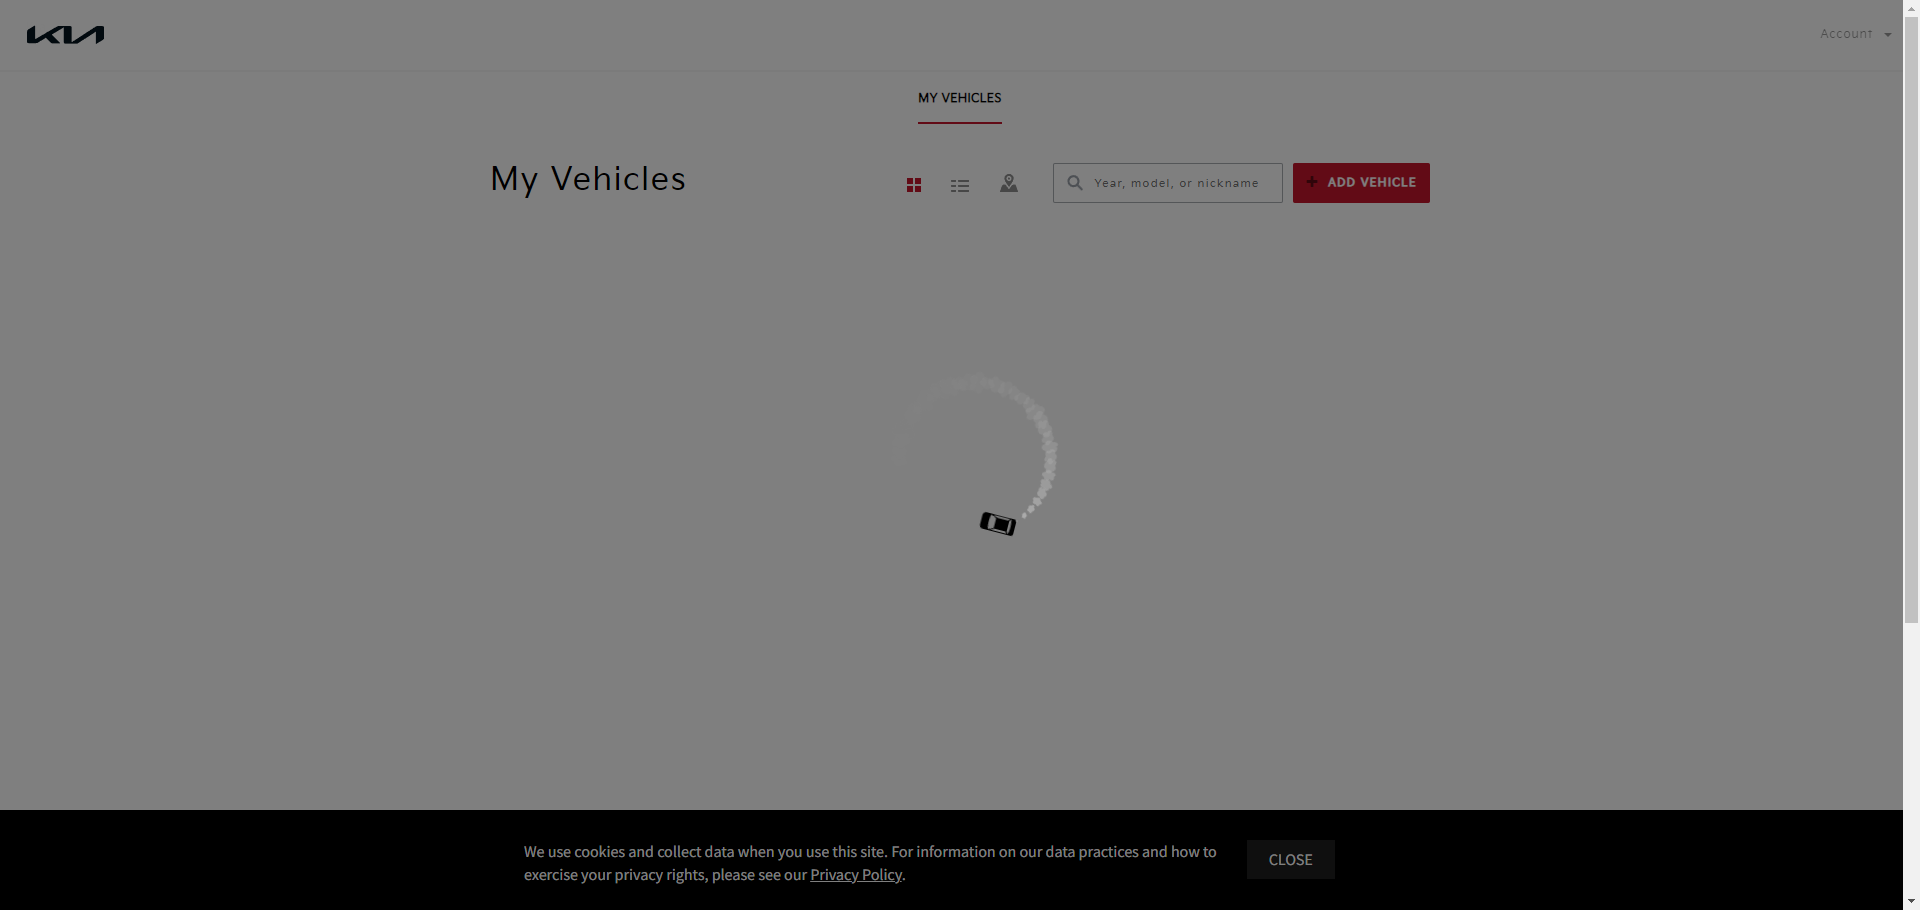 KIA
Account
MY VEHICLES
My Vehicles
Year, model, or nickname
ADD VEHICLE
We use cookies and collect data when you use this site. For information on our data practices and how to
exercise your privacy rights, please see our Privacy Policy.
CLOSE